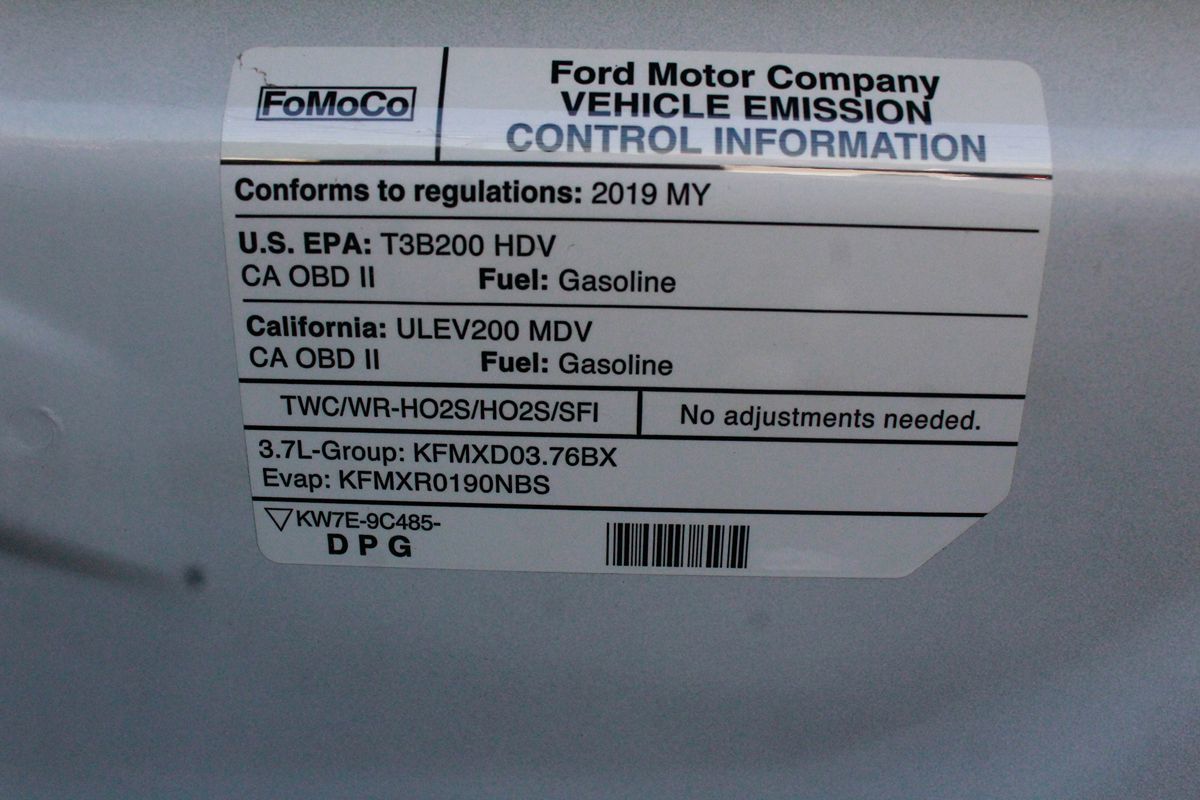 FoMoCo
Ford Motor Company
VEHICLE EMISSION
CONTROL INFORMATION
Conforms to regulations: 2019 MY
U.S. EPA: T3B200 HDV
CA OBD II Fuel: Gasoline
California: ULEV200 MDV
CA OBD II Fuel: Gasoline
TWC/WR-HO2S/HO2S/SFI No adjustments needed.
3.7L-Group: KFMXD03.76BX
Evap: KFMXR0190NBS
KW7E-9C485-
D P G